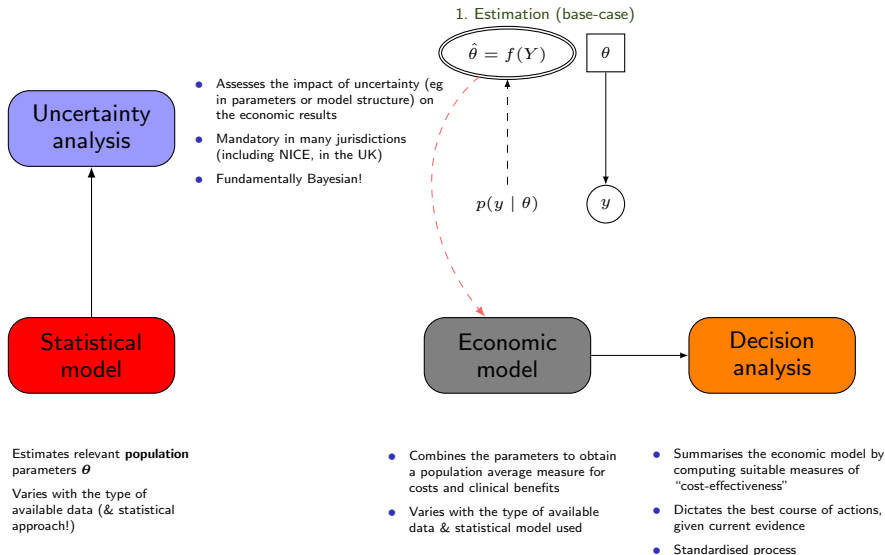 1. Estimation (base-case)
θ̂ = f(Y)
θ
Uncertainty
analysis
• Assesses the impact of uncertainty (eg
in parameters or model structure) on
the economic results
• Mandatory in many jurisdictions
(including NICE, in the UK)
• Fundamentally Bayesian!
p(y | θ)
y
Statistical
model
Economic
model
Decision
analysis
Estimates relevant population
parameters θ
Varies with the type of
available data (& statistical
approach!)
• Combines the parameters to obtain
a population average measure for
costs and clinical benefits
• Varies with the type of available
data & statistical model used
• Summarises the economic model by
computing suitable measures of
“cost-effectiveness”
• Dictates the best course of actions,
given current evidence
• Standardised process